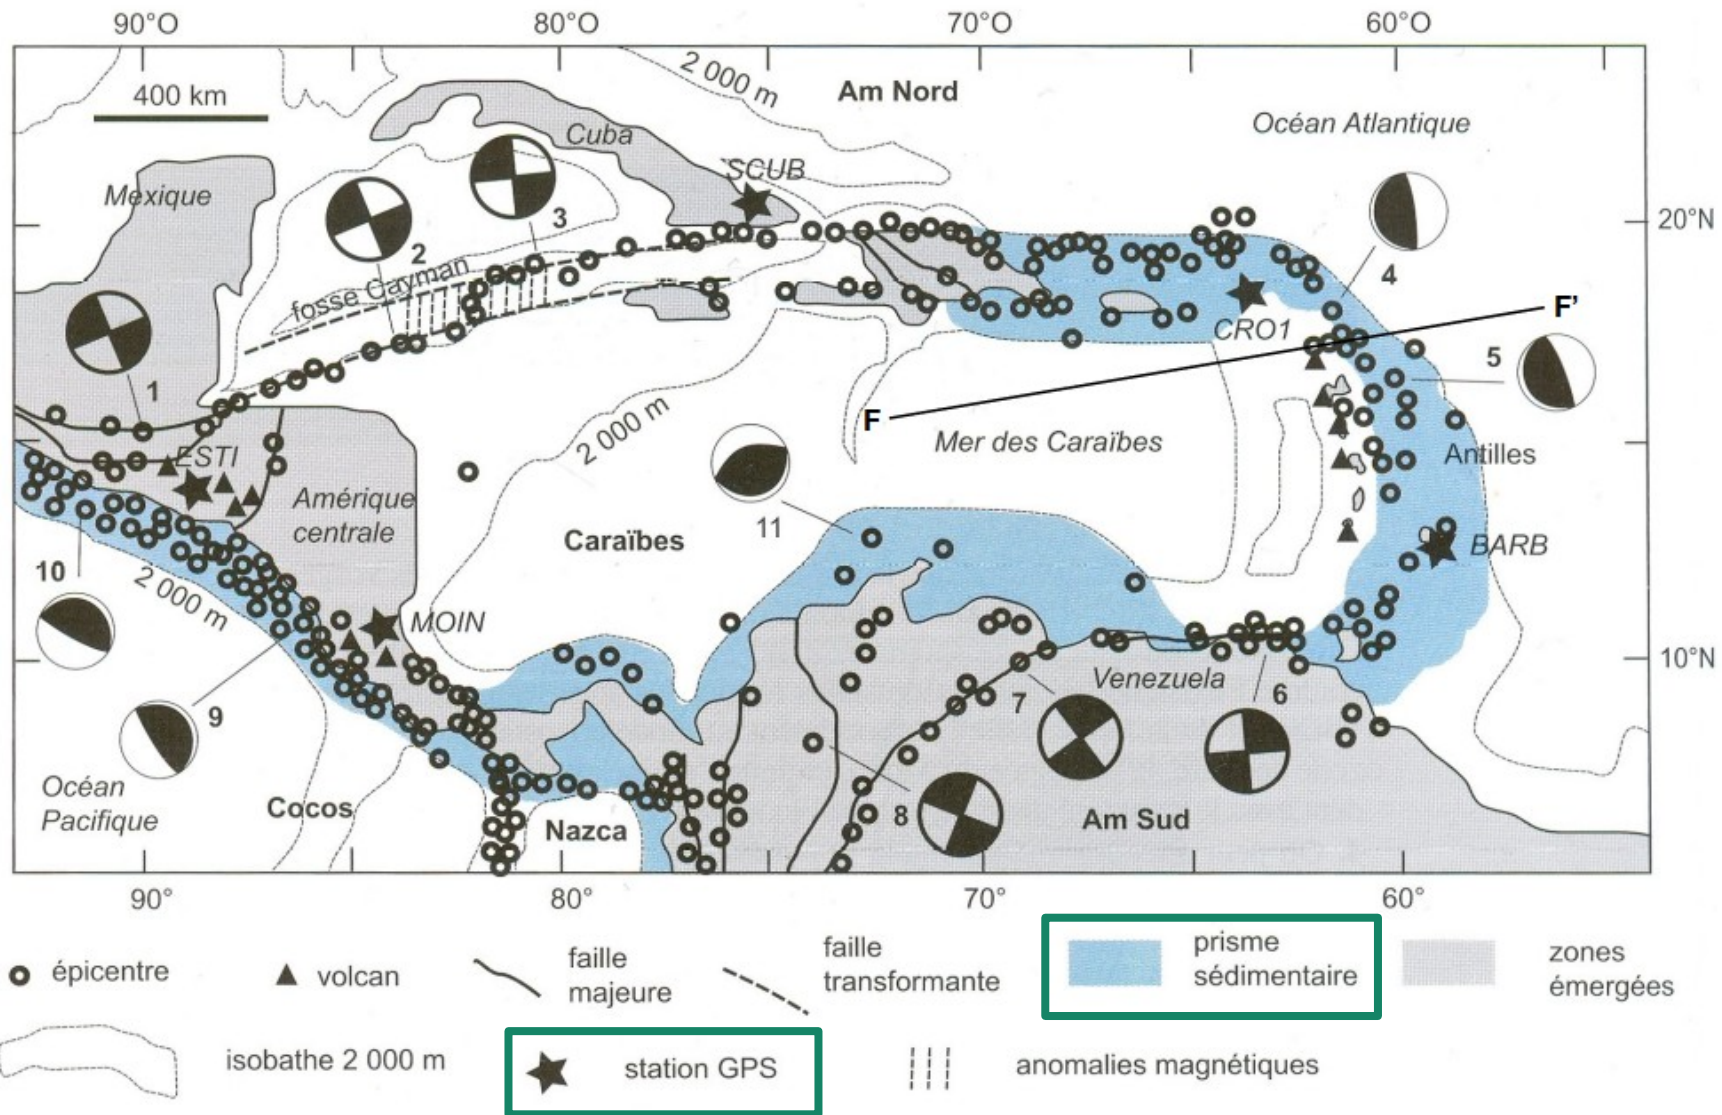 90°O
80°O
70°O
60°O
400 km
2 000 m
Am Nord
Océan Atlantique
Cuba
Mexique
SCUB
3
2
4
20°N
fosse Cayman
CRO1
F'
5
1
F
2 000 m
Mer des Caraïbes
Antilles
ESTI
Amérique
centrale
11
Caraïbes
BARB
10
2 000 m
MOIN
10°N
Venezuela
6
7
9
Océan
Pacifique
Cocos
Nazca
8
Am Sud
90°
80°
70°
60°
épicentre
volcan
faille
majeure
faille
transformante
prisme
sédimentaire
zones
émergées
isobathe 2 000 m
station GPS
anomalies magnétiques